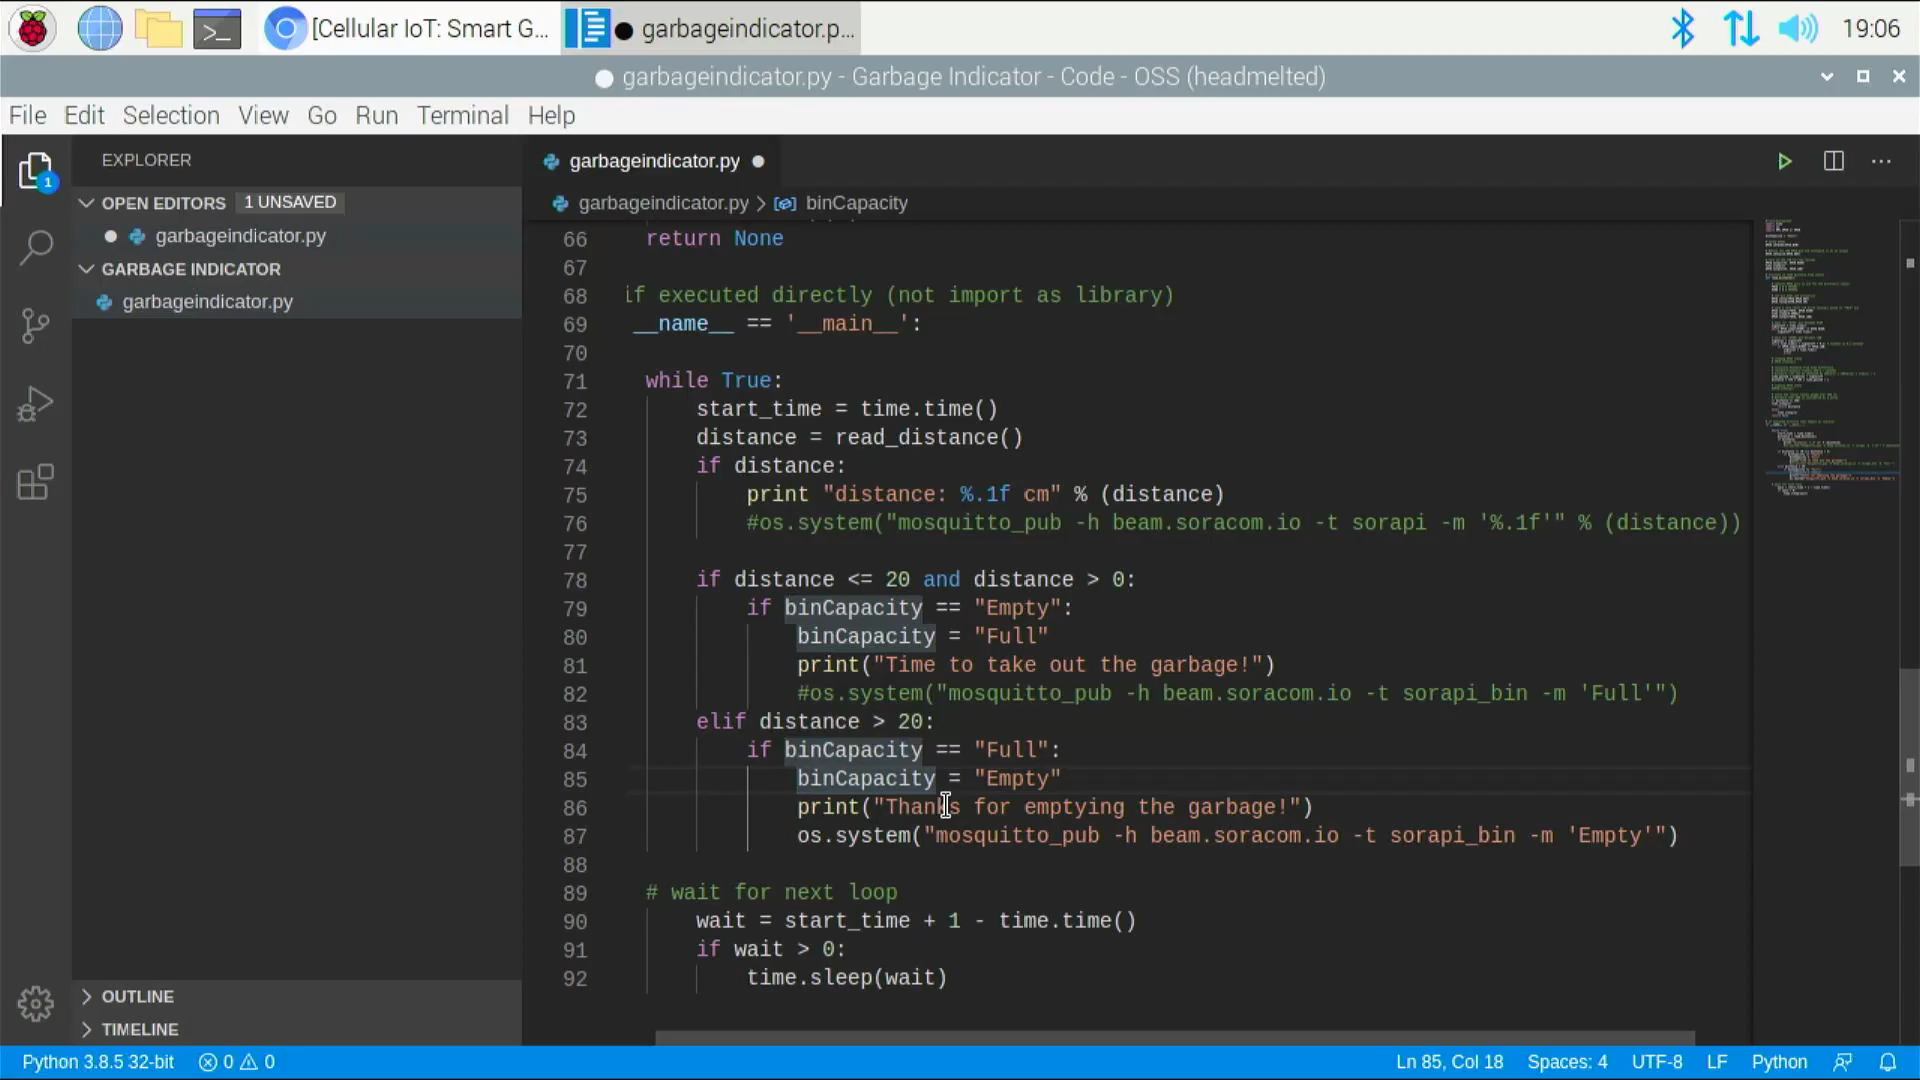 [Cellular IoT: Smart G...
garbageindicator.p...
19:06
garbageindicator.py - Garbage Indicator - Code - OSS (headmelted)
File Edit Selection View Go Run Terminal Help
EXPLORER
OPEN EDITORS 1 UNSAVED
garbageindicator.py
GARBAGE INDICATOR
garbageindicator.py
OUTLINE
TIMELINE
1
garbageindicator.py
garbageindicator.py > binCapacity
66 return None
67
68 if executed directly (not import as library)
69 __name__ == '__main__':
70
71 while True:
72 start_time = time.time()
73 distance = read_distance()
74 if distance:
75 print "distance: %.1f cm" % (distance)
76 #os.system("mosquitto_pub -h beam.soracom.io -t sorapi -m '%.1f'" % (distance))
77
78 if distance <= 20 and distance > 0:
79 if binCapacity == "Empty":
80 binCapacity = "Full"
81 print("Time to take out the garbage!")
82 #os.system("mosquitto_pub -h beam.soracom.io -t sorapi_bin -m 'Full'")
83 elif distance > 20:
84 if binCapacity == "Full":
85 binCapacity = "Empty"
86 print("Thanks for emptying the garbage!")
87 os.system("mosquitto_pub -h beam.soracom.io -t sorapi_bin -m 'Empty'")
88
89 # wait for next loop
90 wait = start_time + 1 - time.time()
91 if wait > 0:
92 time.sleep(wait)
Python 3.8.5 32-bit 0 0 Ln 85, Col 18 Spaces: 4 UTF-8 LF Python